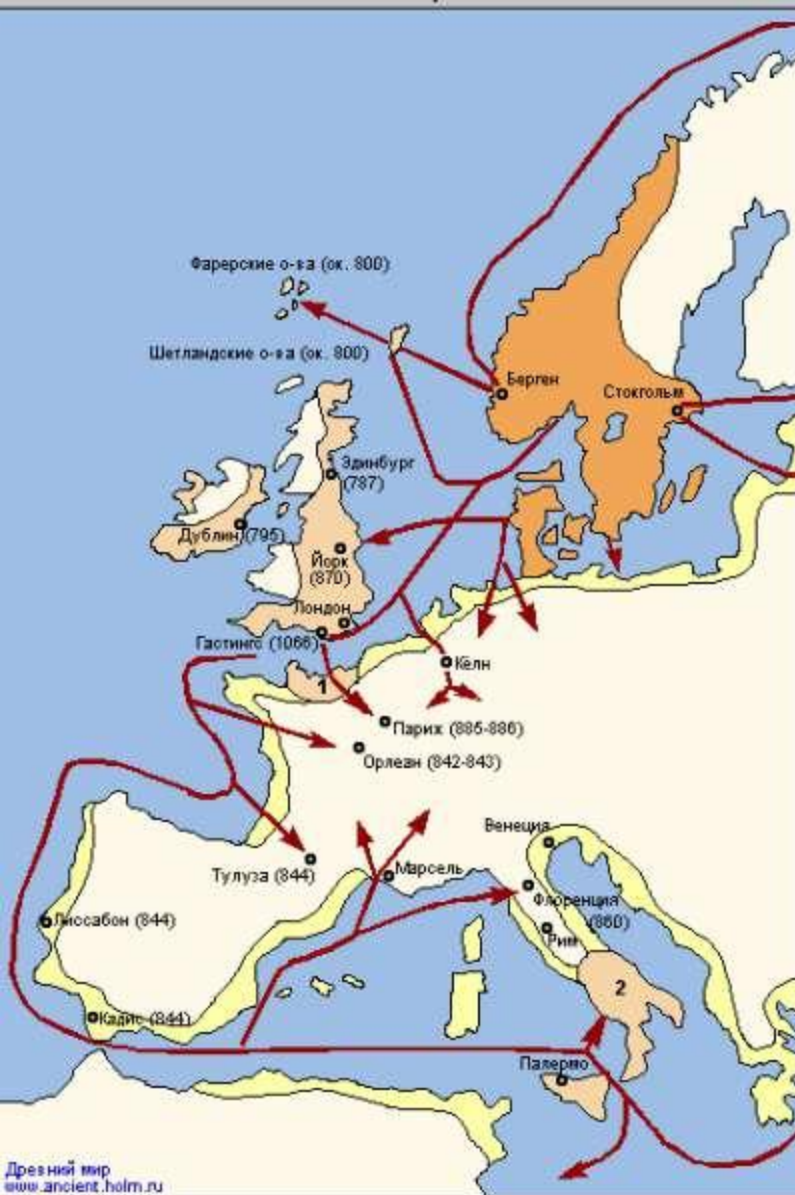 Фарерские о-ва (ок. 800)
Шетландские о-ва (ок. 800)
Берген
Стокгольм
Эдинбург
(787)
Дублин (795)
Йорк
(870)
Лондон
Гастингс (1066)
Кёлн
1
Париж (885-886)
Орлеан (842-843)
Венеция
Тулуза (844)
Марсель
Флоренция
(860)
Лиссабон (844)
Рим
2
Кадис (844)
Палермо
Древний мир
www.ancient.holm.ru